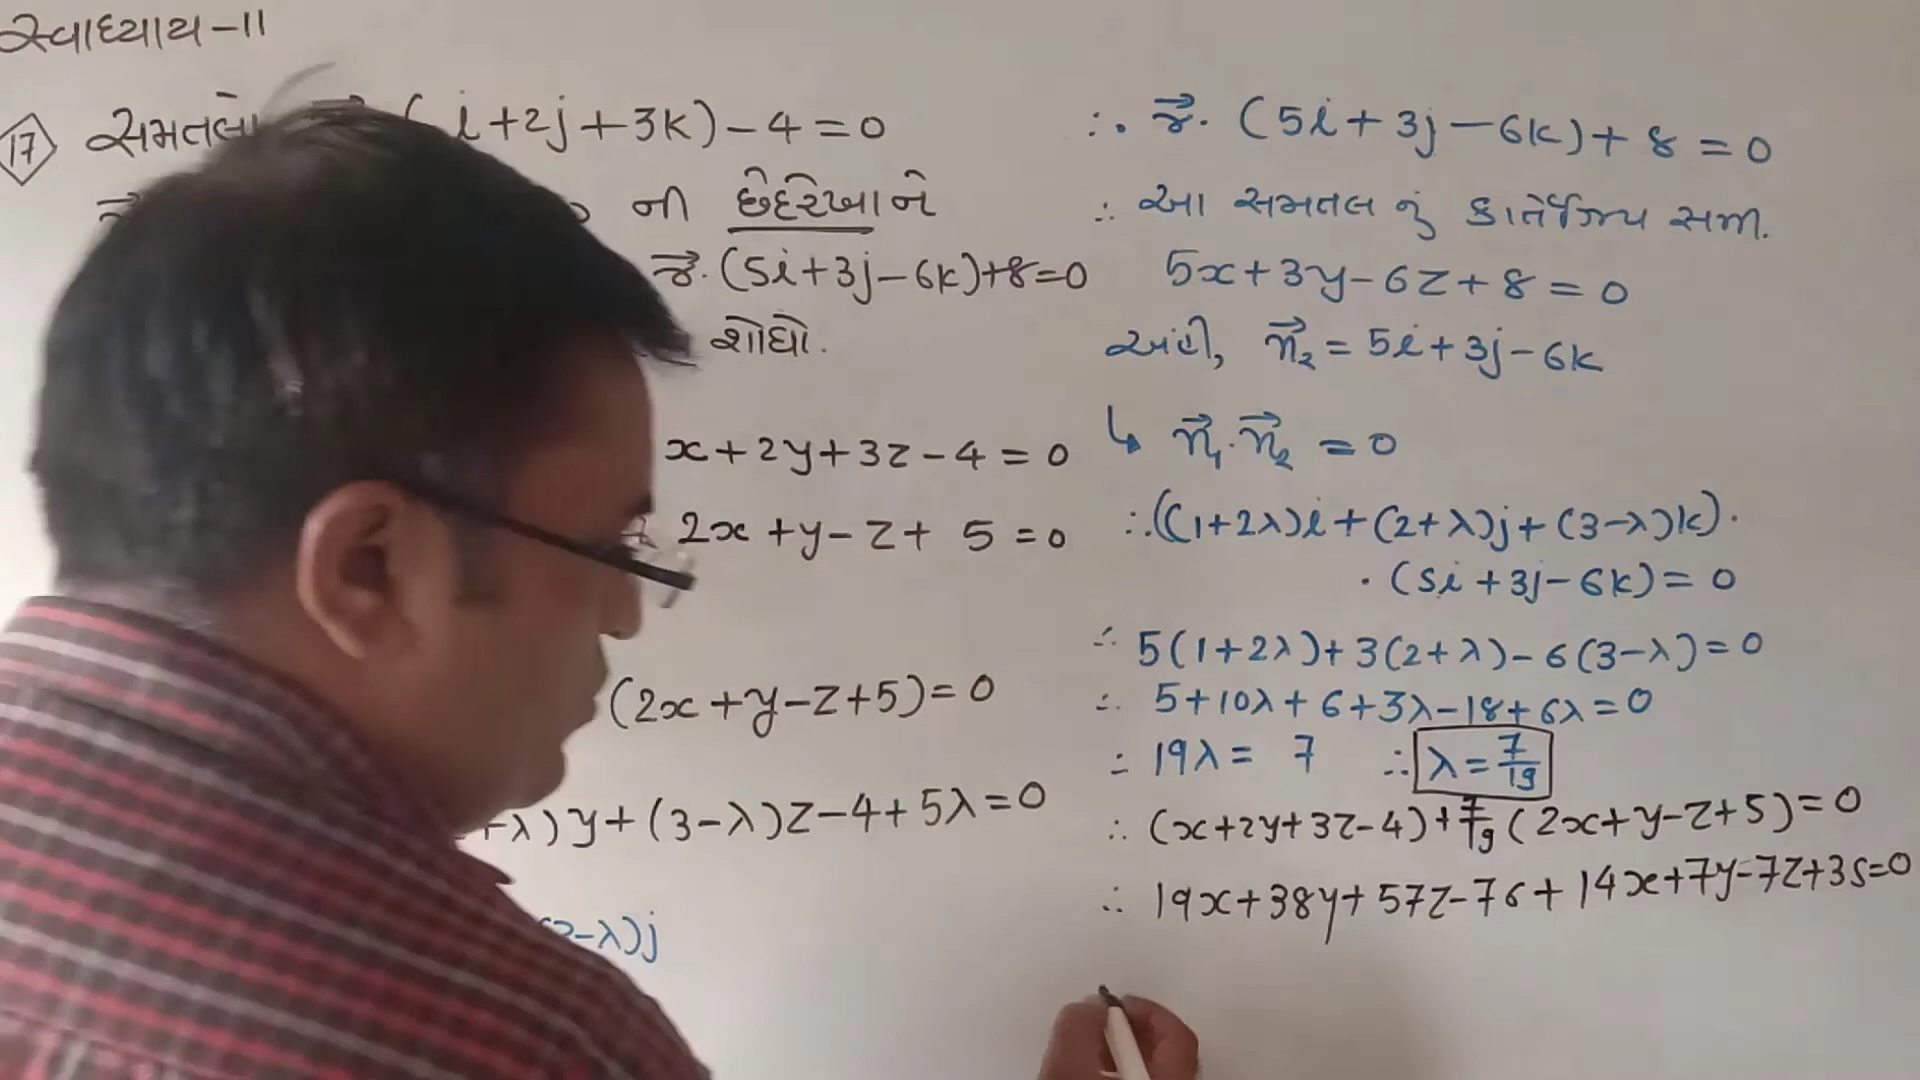 સ્વાધ્યાય-11
17 સમતલો (i+2j+3k)-4=0
ની છેદરેખાને
r⃗.(5i+3j-6k)+8=0
શોધો.
x+2y+3z-4=0
2x+y-z+5=0
(2x+y-z+5)=0
+λ)y+(3-λ)z-4+5λ=0
-λ)j
∴ r⃗.(5i+3j-6k)+8=0
∴ આ સમતલ નું કાર્તેઝિય સમી.
5x+3y-6z+8=0
અહીં, n⃗₂=5i+3j-6k
↳ n⃗₁.n⃗₂=0
∴((1+2λ)i+(2+λ)j+(3-λ)k).
.(5i+3j-6k)=0
∴ 5(1+2λ)+3(2+λ)-6(3-λ)=0
∴ 5+10λ+6+3λ-18+6λ=0
∴ 19λ= 7 ∴ λ=7/19
∴ (x+2y+3z-4)+7/19(2x+y-z+5)=0
∴ 19x+38y+57z-76+14x+7y-7z+35=0